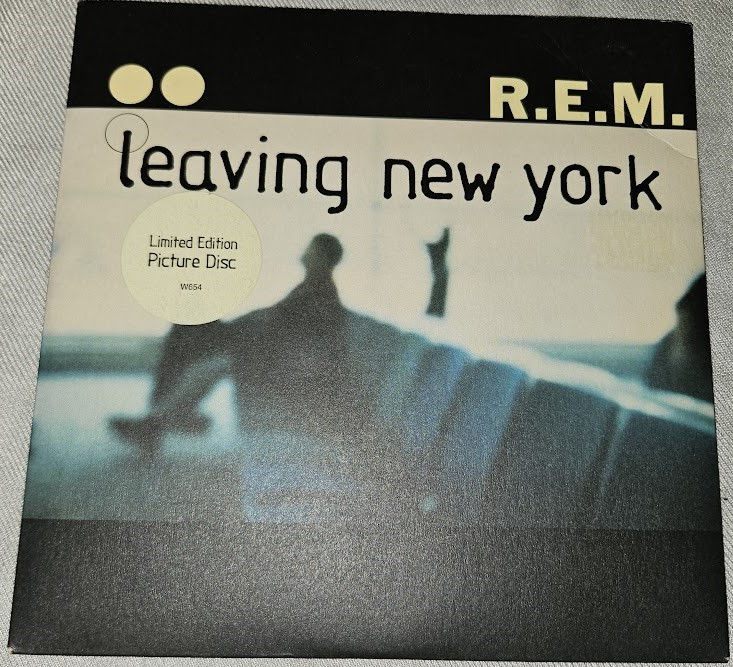 R.E.M.
leaving new york
Limited Edition
Picture Disc
W654